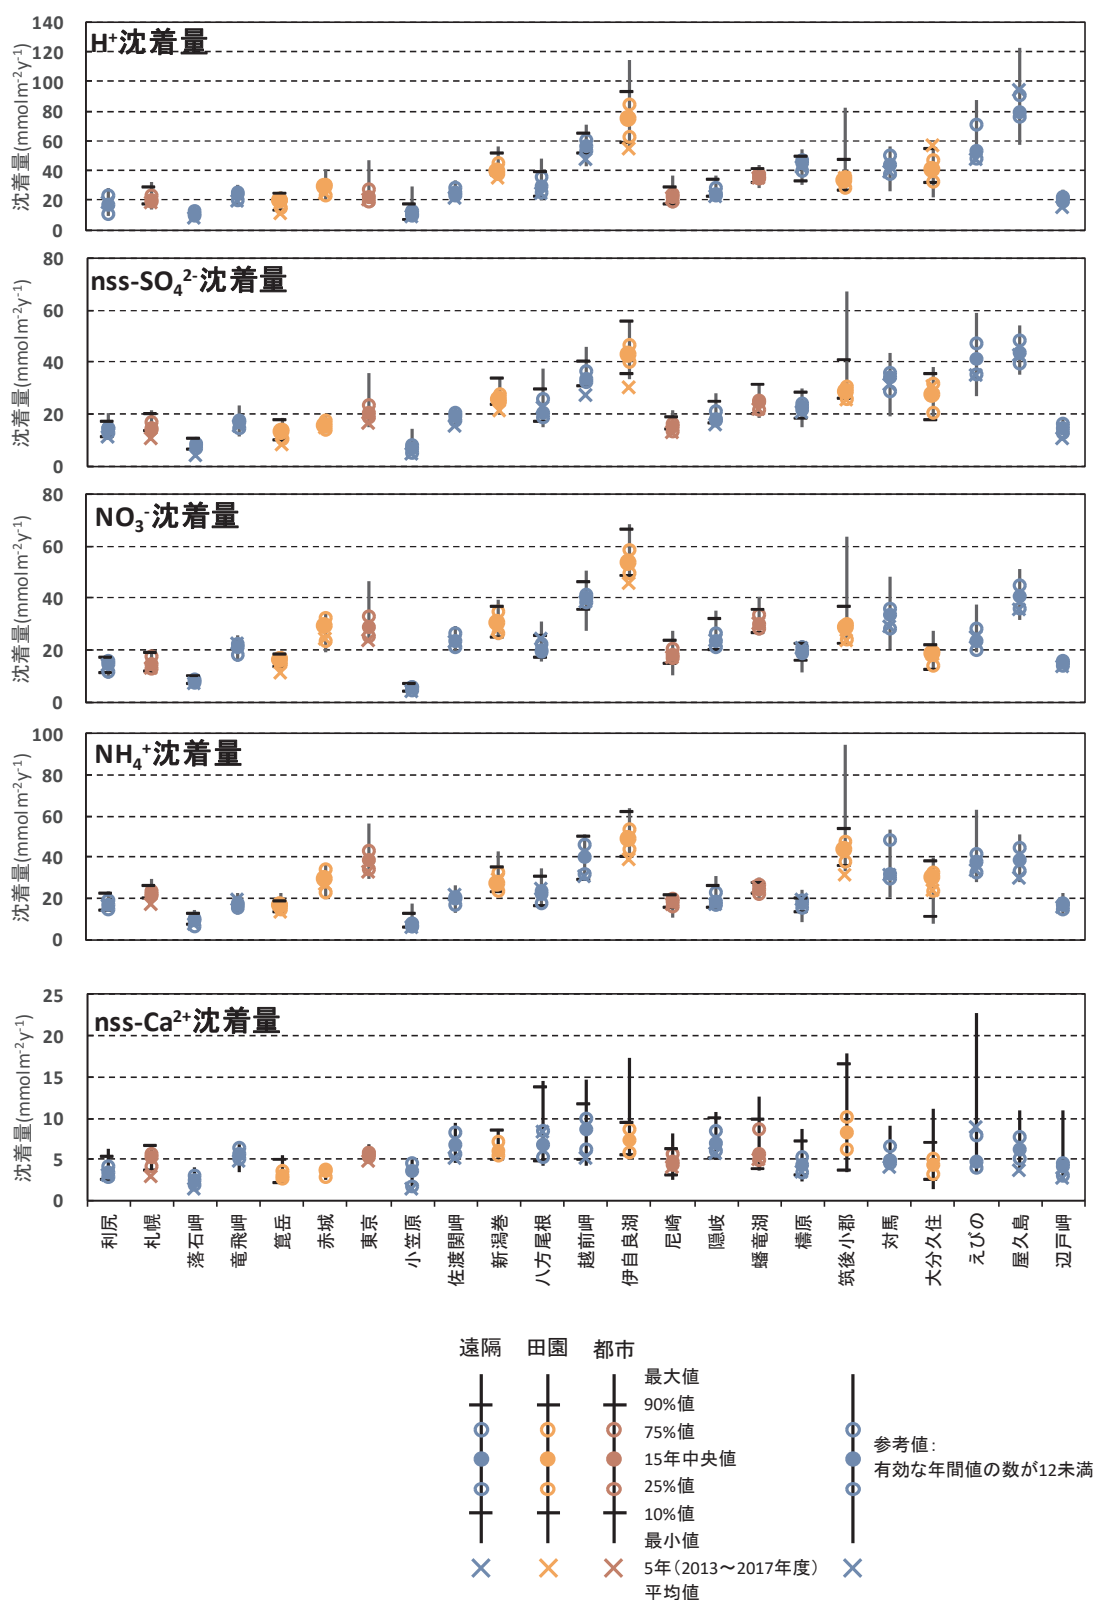 H⁺沈着量
沈着量(mmolm⁻²y⁻¹)
140
120
100
80
60
40
20
0
nss-SO₄²⁻沈着量
沈着量(mmolm⁻²y⁻¹)
80
60
40
20
0
NO₃⁻沈着量
沈着量(mmolm⁻²y⁻¹)
80
60
40
20
0
NH₄⁺沈着量
沈着量(mmolm⁻²y⁻¹)
100
80
60
40
20
0
nss-Ca²⁺沈着量
沈着量(mmolm⁻²y⁻¹)
25
20
15
10
5
0
利尻
札幌
落石岬
竜飛岬
箟岳
赤城
東京
小笠原
佐渡関岬
新潟巻
八方尾根
越前岬
伊自良湖
尼崎
隠岐
蟠竜湖
檮原
筑後小郡
対馬
大分久住
えびの
屋久島
辺戸岬
遠隔 田園 都市
最大値
90%値
75%値
15年中央値
25%値
10%値
最小値
5年(2013～2017年度)
平均値
参考値:
有効な年間値の数が12未満